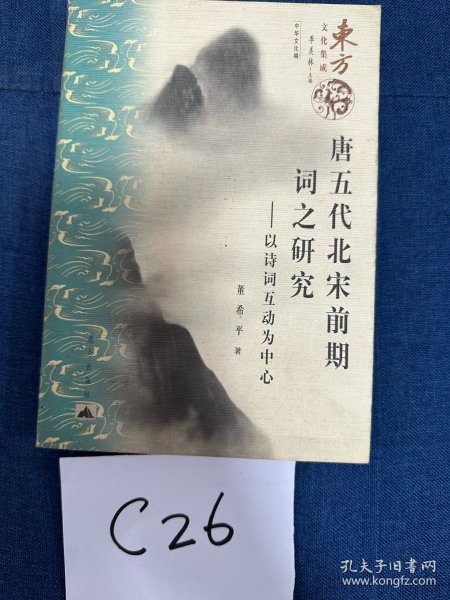 東方
文化集成
季羡林 主编
中华文化编
唐五代北宋前期
词之研究
——以诗词互动为中心
董希平 著
C26
孔夫子旧书网
www.kongfz.com